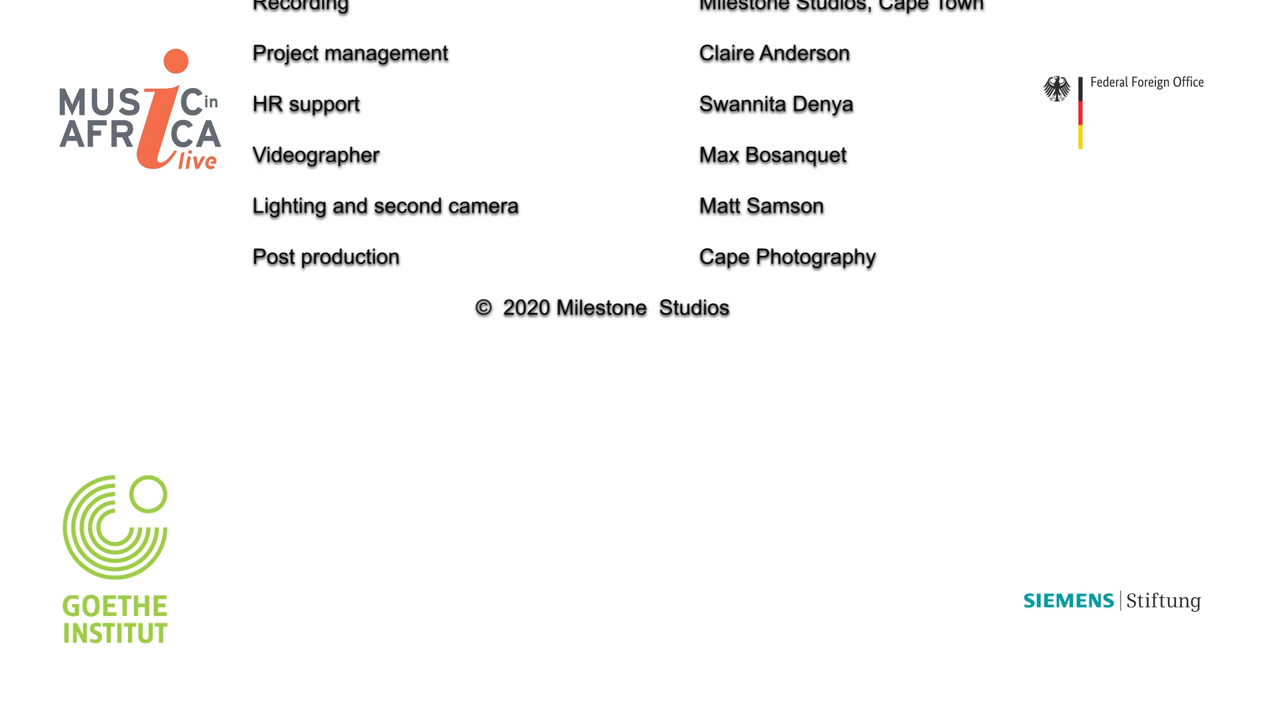 Recording Milestone Studios, Cape Town
Project management Claire Anderson
HR support Swannita Denya
Videographer Max Bosanquet
Lighting and second camera Matt Samson
Post production Cape Photography
© 2020 Milestone Studios
MUSiC in
AFRiCA
live
Federal Foreign Office
GOETHE
INSTITUT
SIEMENS | Stiftung